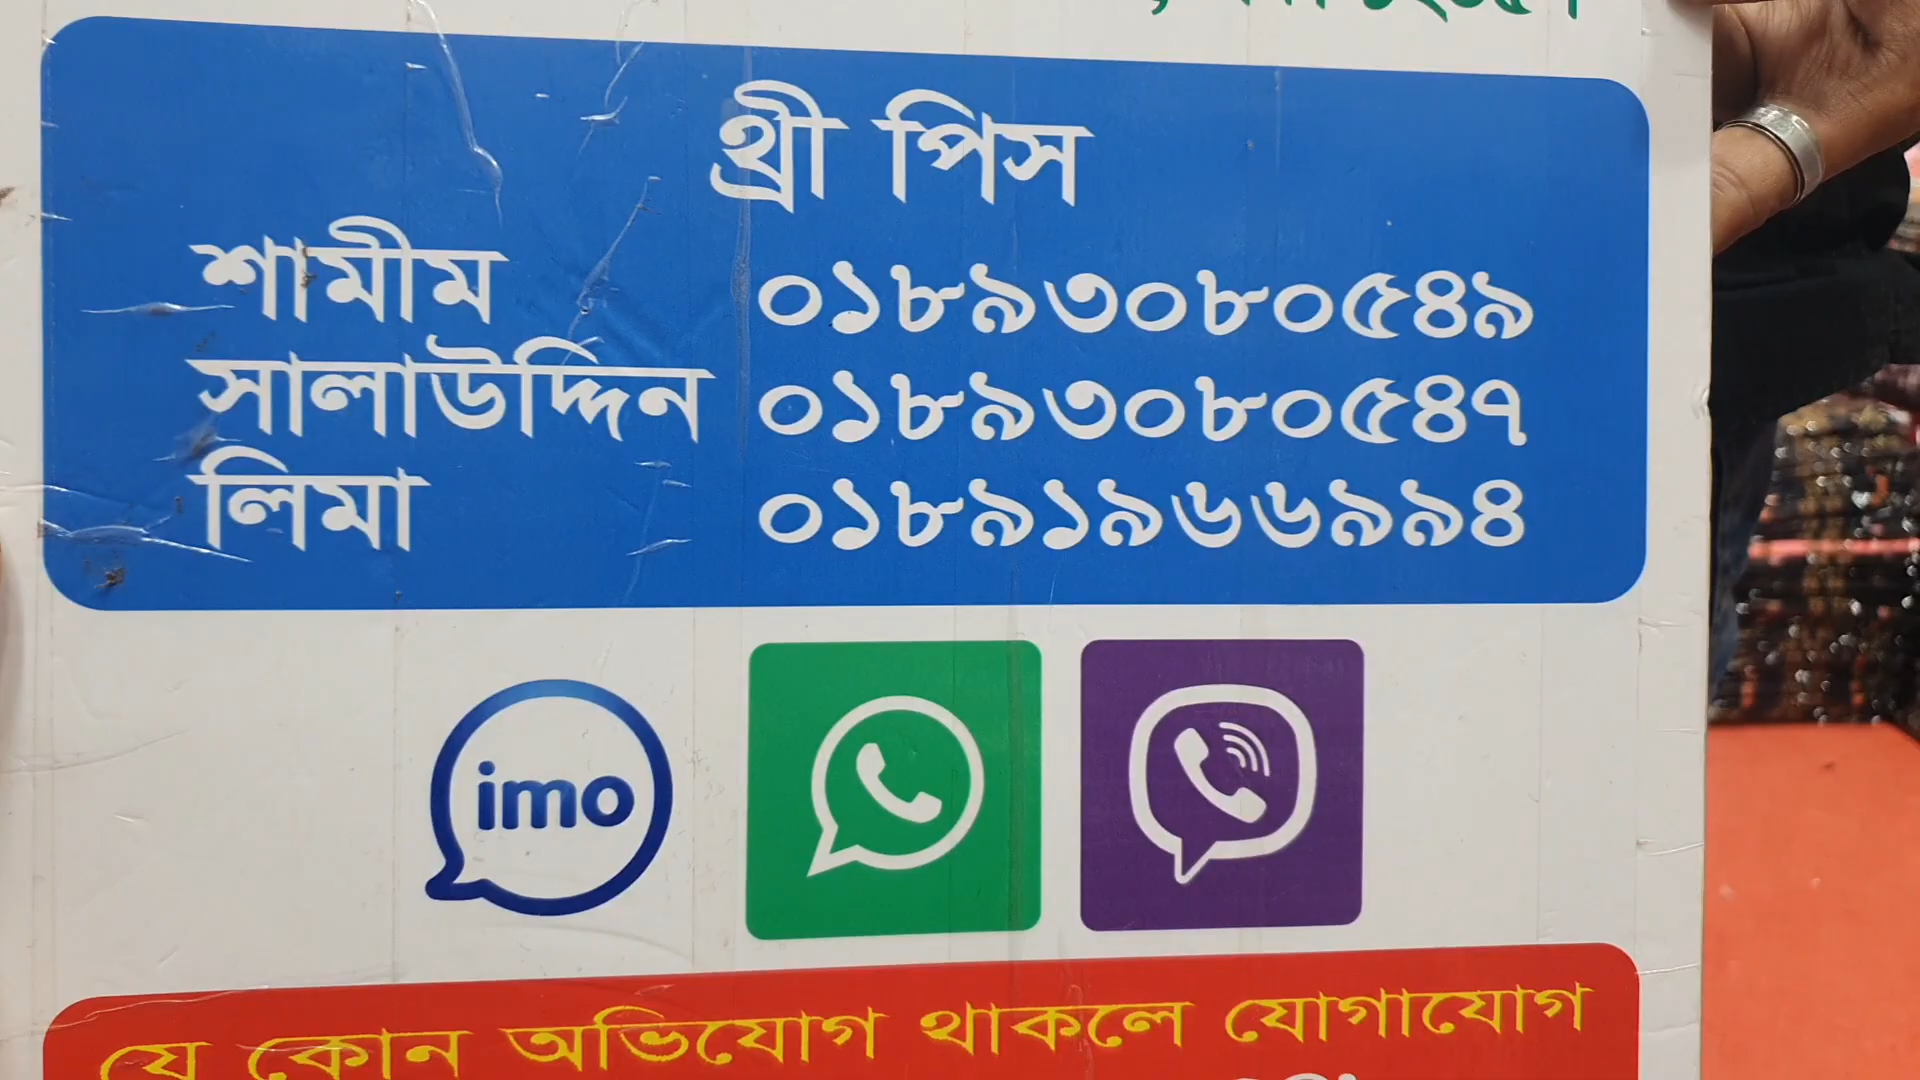 থ্রী পিস
শামীম ০১৮৯৩০৮০৫৪৯
সালাউদ্দিন ০১৮৯৩০৮০৫৪৭
লিমা ০১৮৯১৯৬৬৯৯৪
imo
যে কোন অভিযোগ থাকলে যোগাযোগ